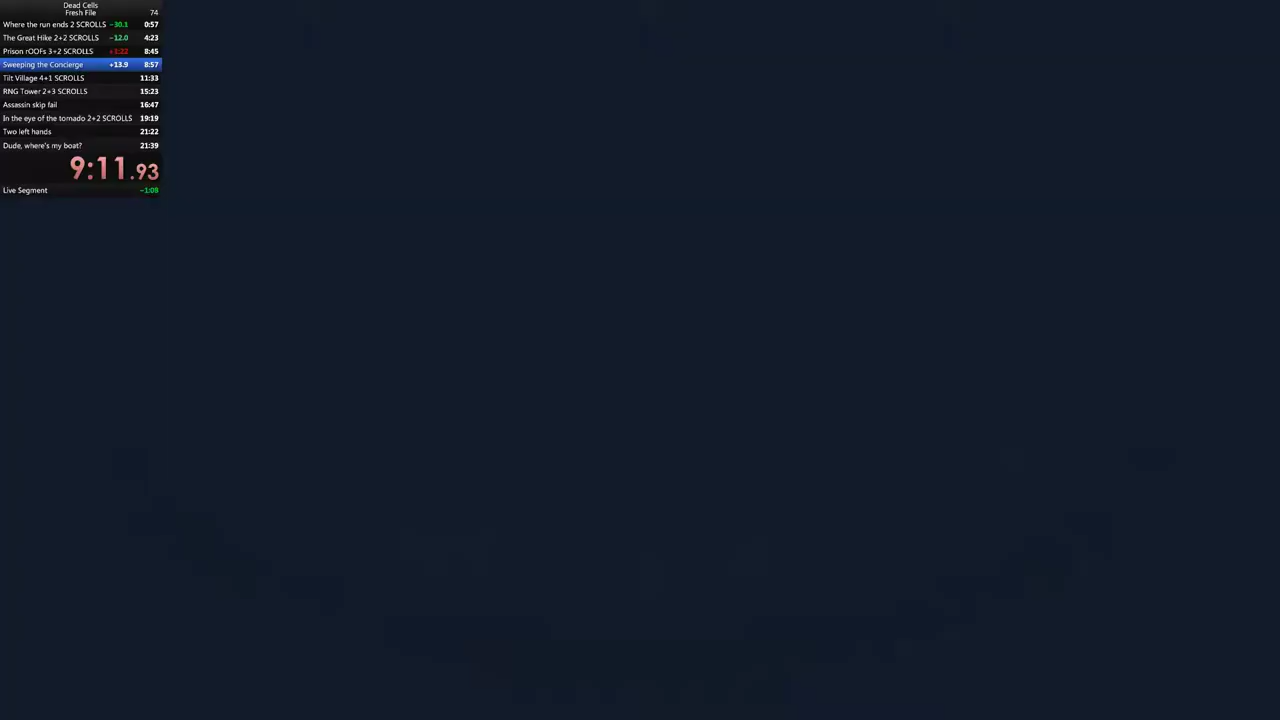 Dead Cells
Fresh File 74
Where the run ends 2 SCROLLS −30.1 0:57
The Great Hike 2+2 SCROLLS −12.0 4:23
Prison rOOFs 3+2 SCROLLS +1:22 8:45
Sweeping the Concierge +13.9 8:57
Tilt Village 4+1 SCROLLS 11:33
RNG Tower 2+3 SCROLLS 15:23
Assassin skip fail 16:47
In the eye of the tornado 2+2 SCROLLS 19:19
Two left hands 21:22
Dude, where's my boat? 21:39
9:11.93
Live Segment −1:09